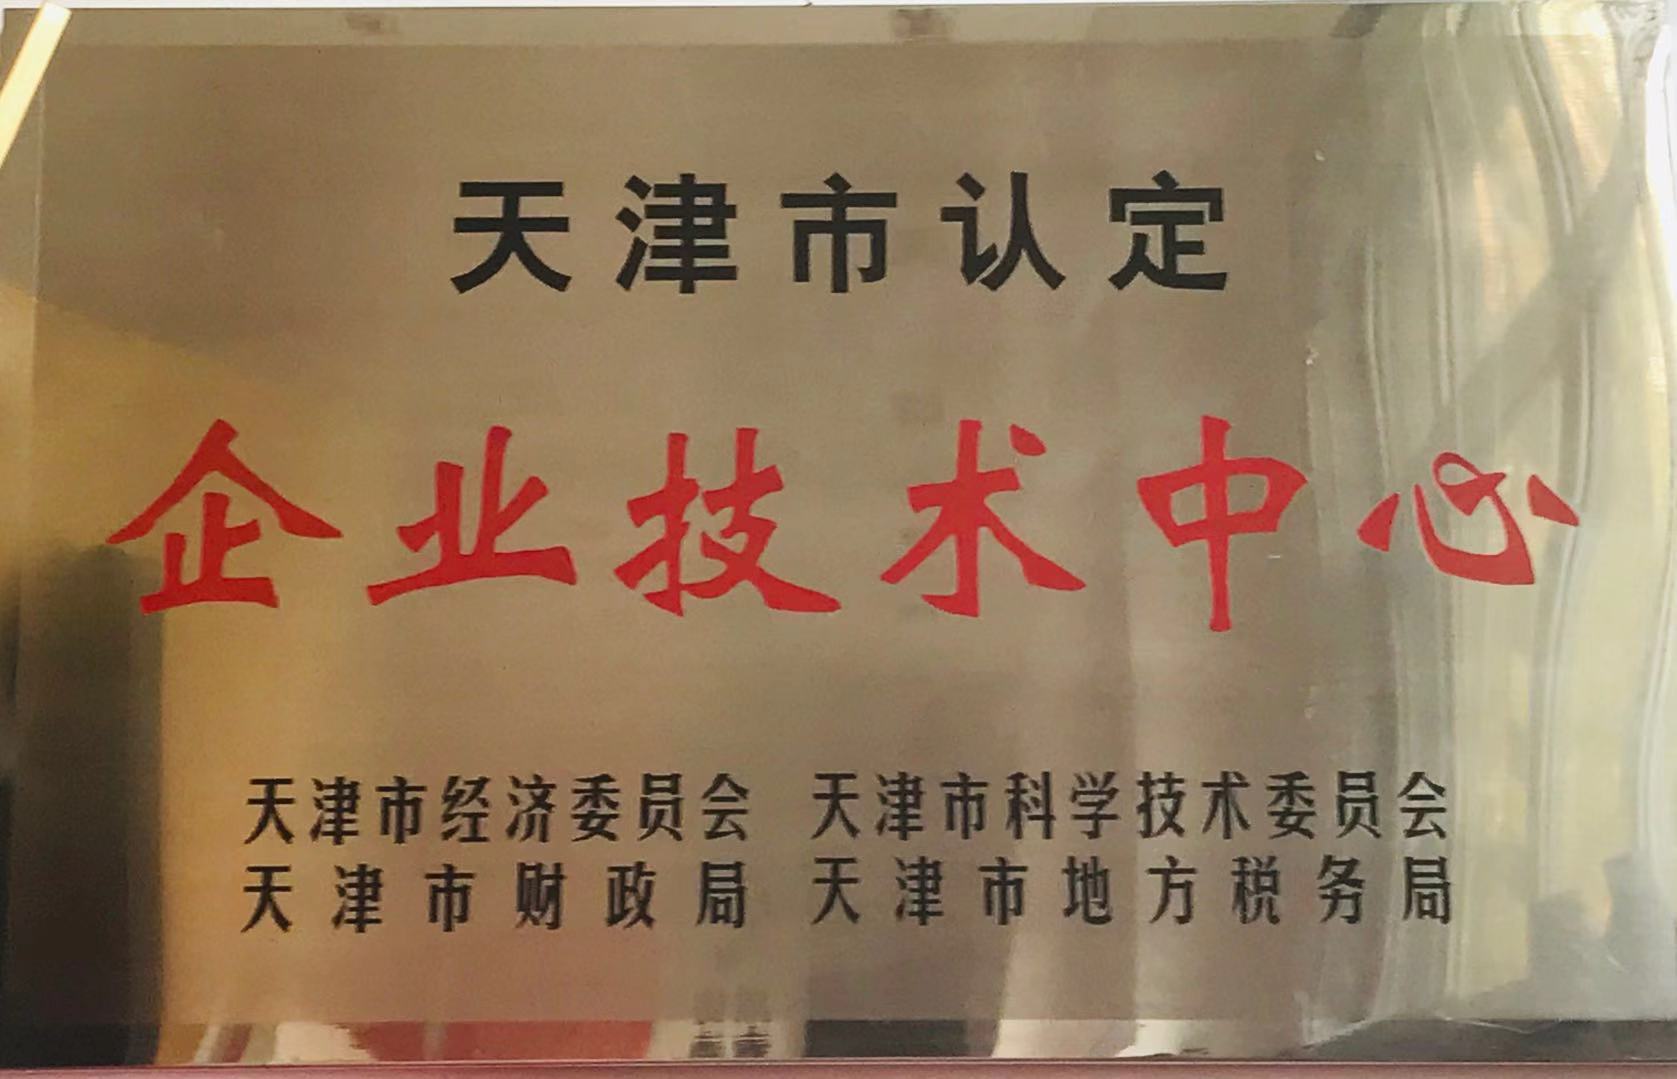 天津市认定
企业技术中心
天津市经济委员会 天津市科学技术委员会
天津市财政局 天津市地方税务局